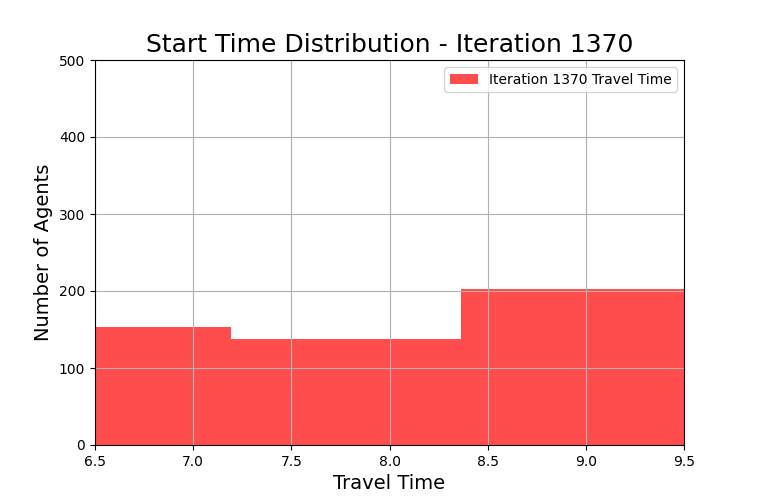 Start Time Distribution - Iteration 1370
Iteration 1370 Travel Time
Number of Agents
500
400
300
200
100
0
6.5 7.0 7.5 8.0 8.5 9.0 9.5
Travel Time